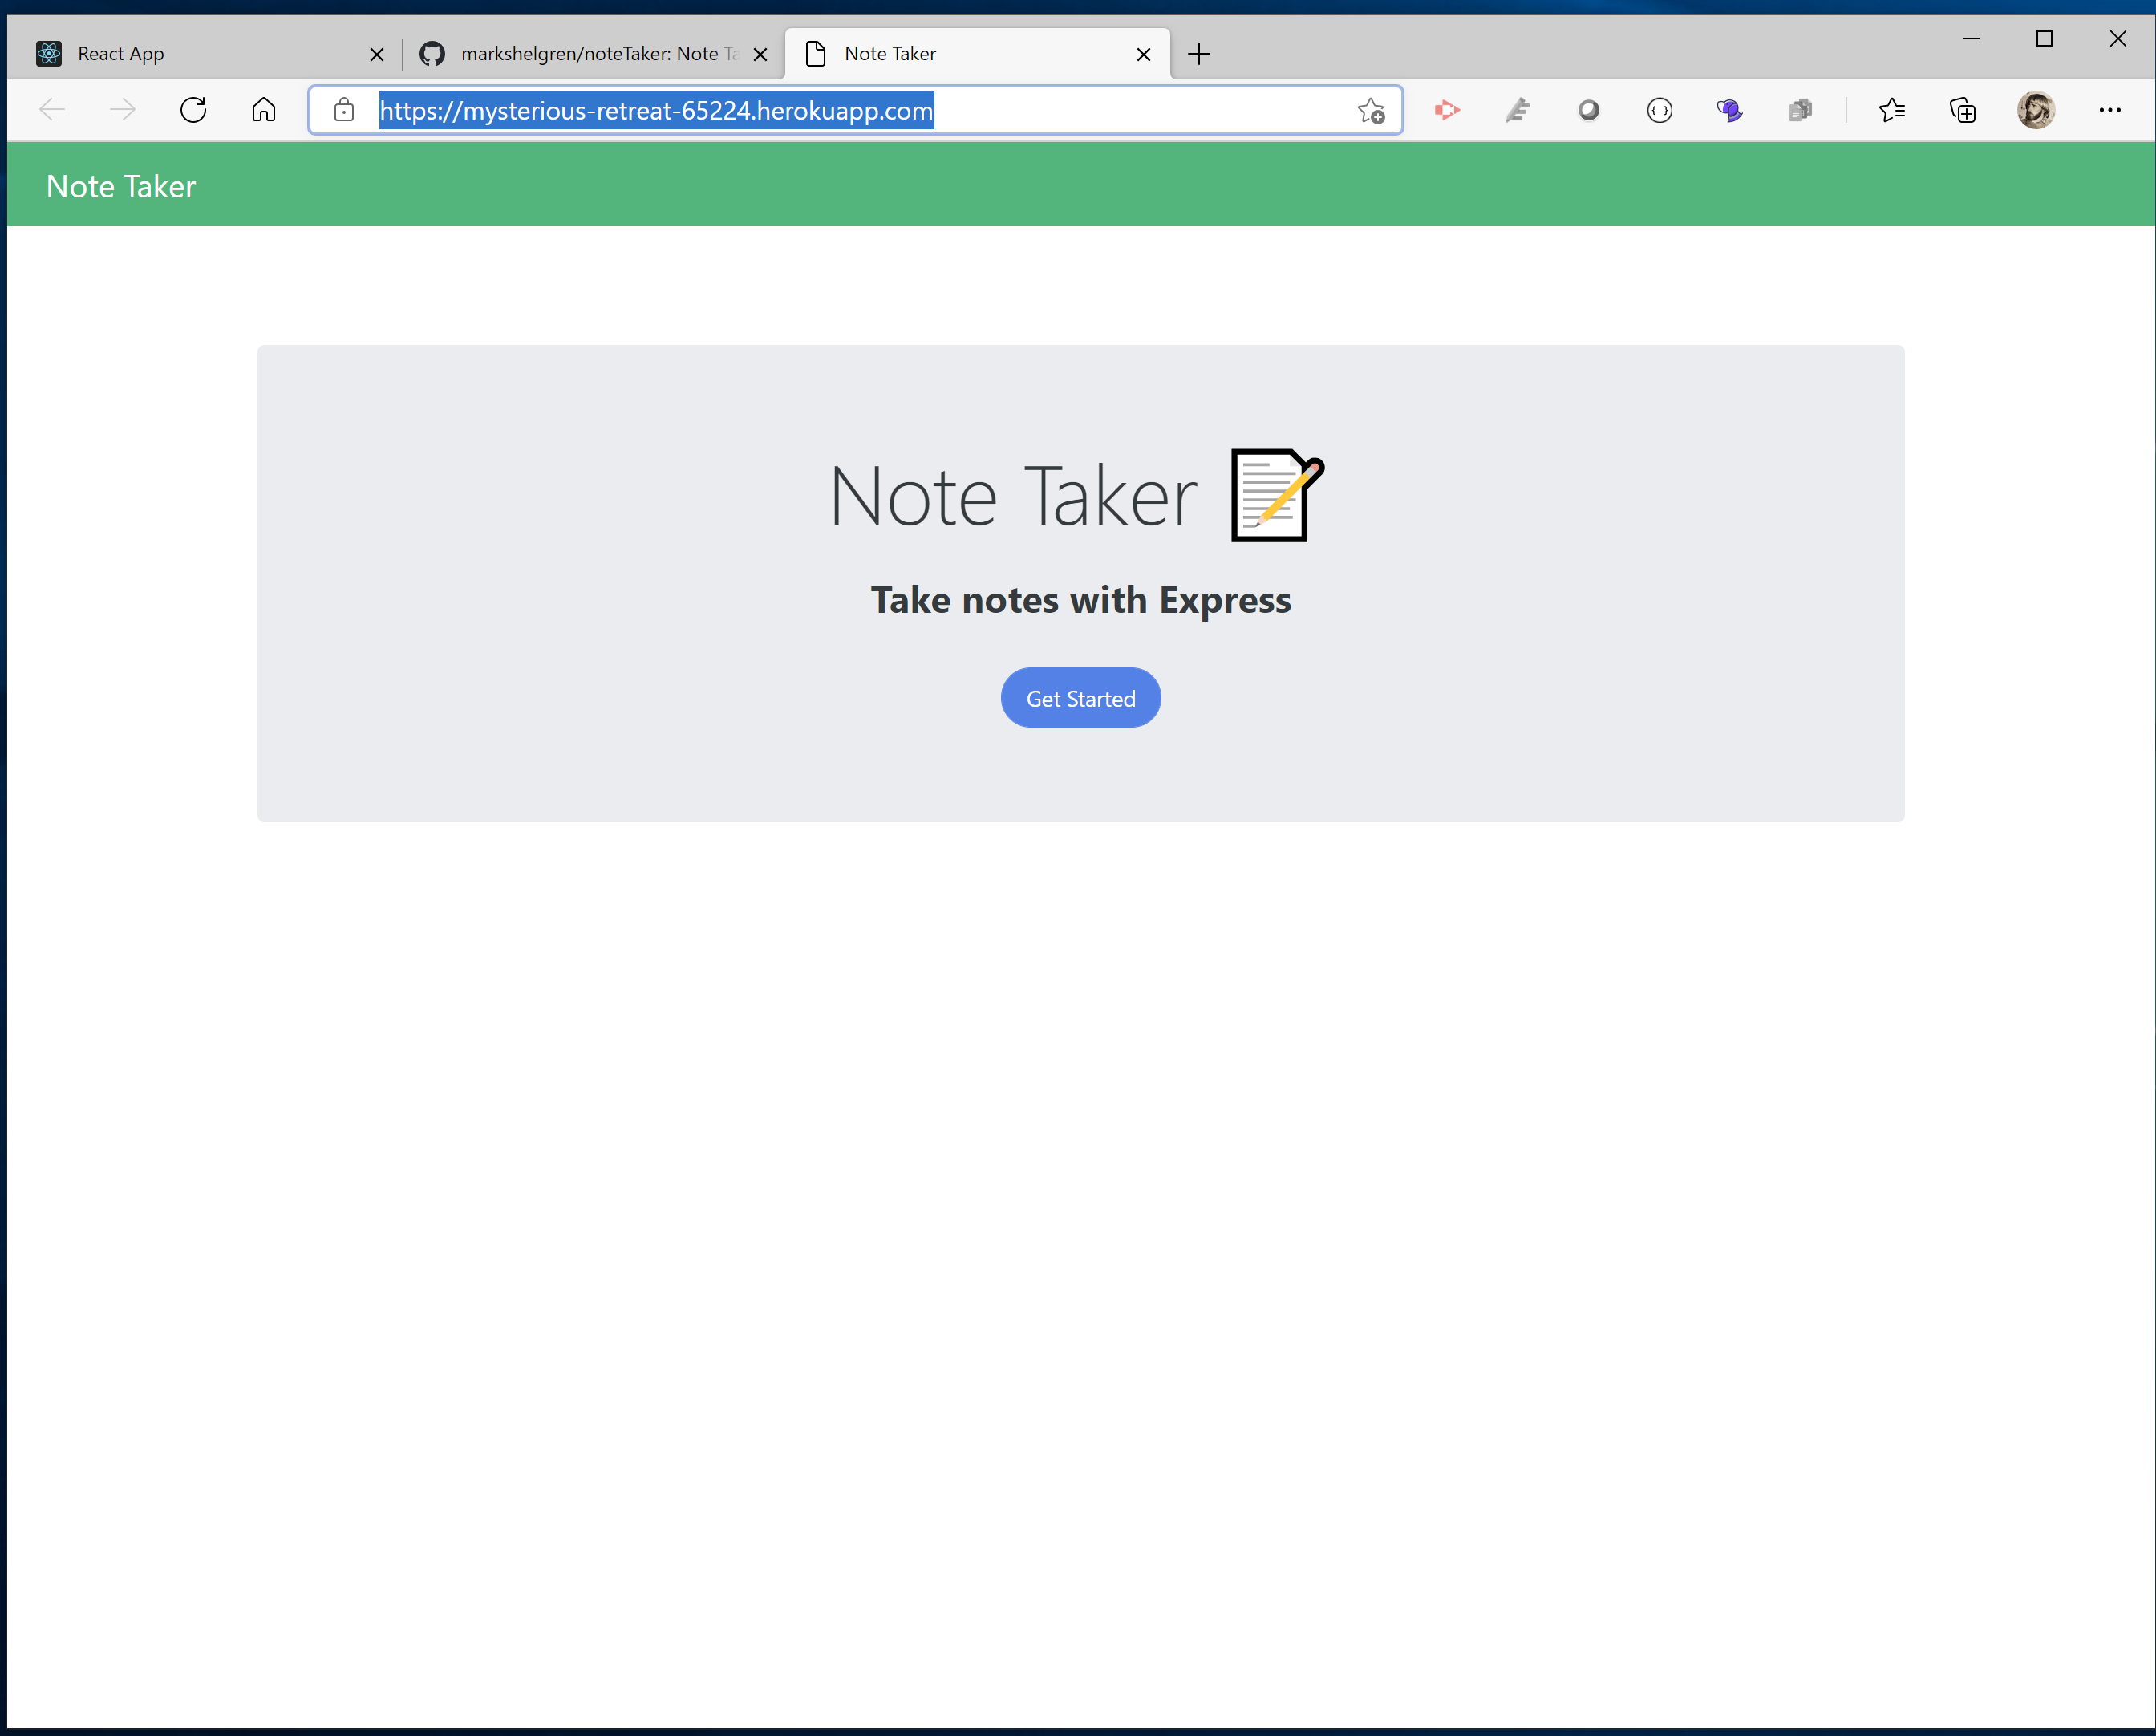 React App
markshelgren/noteTaker: Note Ta
Note Taker
https://mysterious-retreat-65224.herokuapp.com
Note Taker
Note Taker
Take notes with Express
Get Started